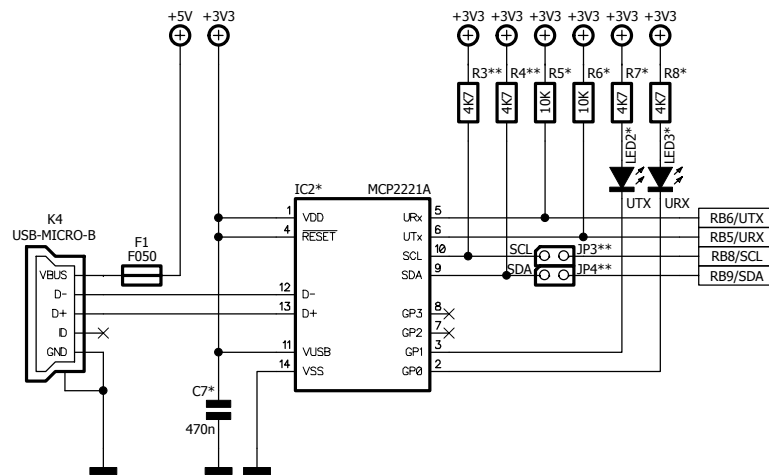 +5V +3V3 +3V3 +3V3 +3V3 +3V3 +3V3 +3V3
R3** R4** R5* R6* R7* R8*
4K7 4K7 10K 10K 4K7 4K7
LED2* LED3*
IC2* MCP2221A
UTX URX
K4
USB-MICRO-B
F1
F050
1 VDD URx 5 RB6/UTX
4 RESET UTx 6 RB5/URX
SCL 10 SCL JP3** RB8/SCL
VBUS SDA 9 SDA JP4** RB9/SDA
D- 12 D-
D+ 13 D+ GP3 8
ID GP2 7
GND 11 VUSB GP1 3
14 VSS GP0 2
C7*
470n